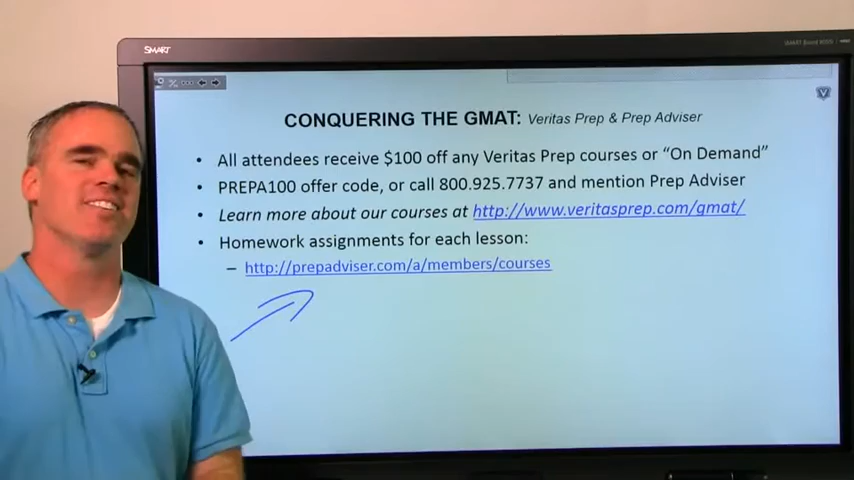 SMART
CONQUERING THE GMAT: Veritas Prep & Prep Adviser
• All attendees receive $100 off any Veritas Prep courses or "On Demand"
• PREPA100 offer code, or call 800.925.7737 and mention Prep Adviser
• Learn more about our courses at http://www.veritasprep.com/gmat/
• Homework assignments for each lesson:
– http://prepadviser.com/a/members/courses